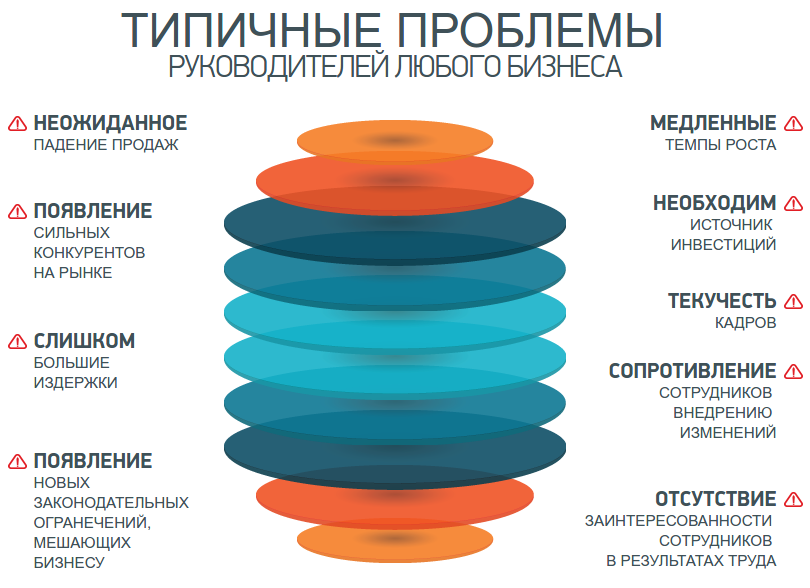 ТИПИЧНЫЕ ПРОБЛЕМЫ
РУКОВОДИТЕЛЕЙ ЛЮБОГО БИЗНЕСА
НЕОЖИДАННОЕ
ПАДЕНИЕ ПРОДАЖ
ПОЯВЛЕНИЕ
СИЛЬНЫХ
КОНКУРЕНТОВ
НА РЫНКЕ
СЛИШКОМ
БОЛЬШИЕ
ИЗДЕРЖКИ
ПОЯВЛЕНИЕ
НОВЫХ
ЗАКОНОДАТЕЛЬНЫХ
ОГРАНЕЧЕНИЙ,
МЕШАЮЩИХ
БИЗНЕСУ
МЕДЛЕННЫЕ
ТЕМПЫ РОСТА
НЕОБХОДИМ
ИСТОЧНИК
ИНВЕСТИЦИЙ
ТЕКУЧЕСТЬ
КАДРОВ
СОПРОТИВЛЕНИЕ
СОТРУДНИКОВ
ВНЕДРЕНИЮ
ИЗМЕНЕНИЙ
ОТСУТСТВИЕ
ЗАИНТЕРЕСОВАННОСТИ
СОТРУДНИКОВ
В РЕЗУЛЬТАТАХ ТРУДА